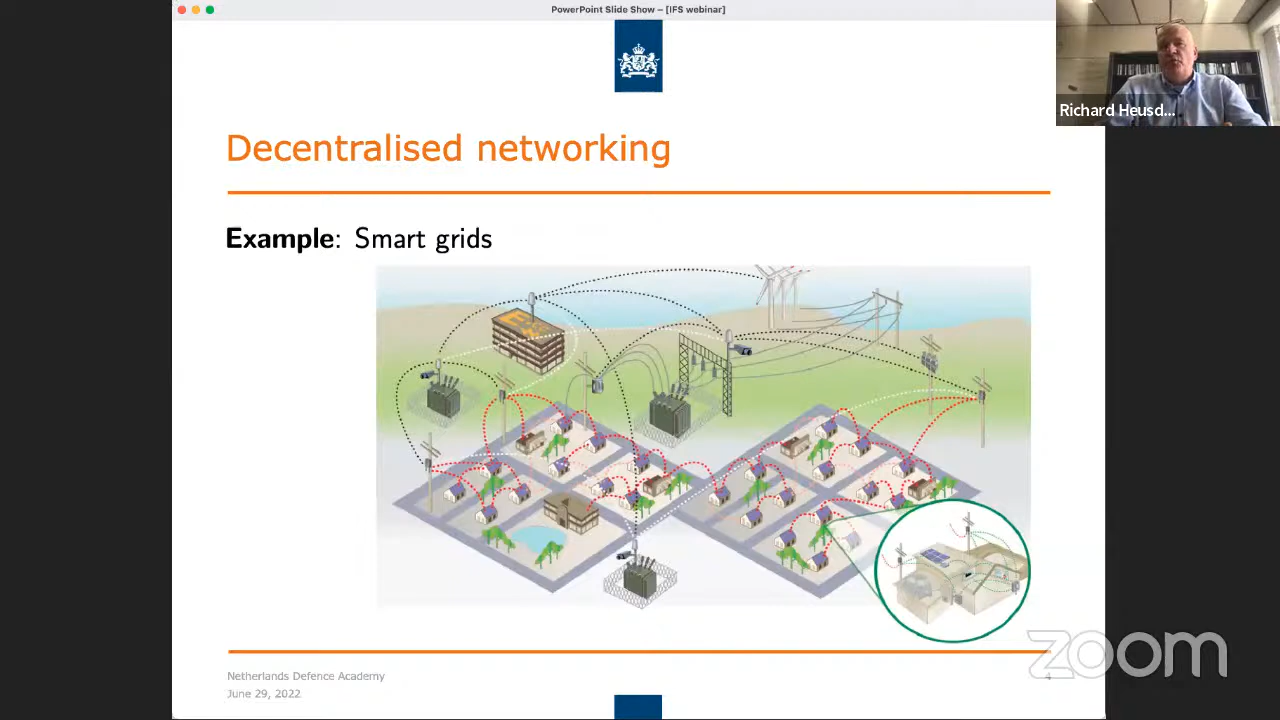 PowerPoint Slide Show – [IFS webinar]
Richard Heusd...
Decentralised networking
Example: Smart grids
Netherlands Defence Academy
June 29, 2022
4
zoom